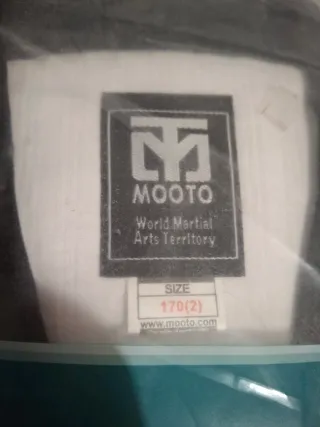 MOOTO
World Martial
Arts Territory
SIZE
170(2)
www.mooto.com